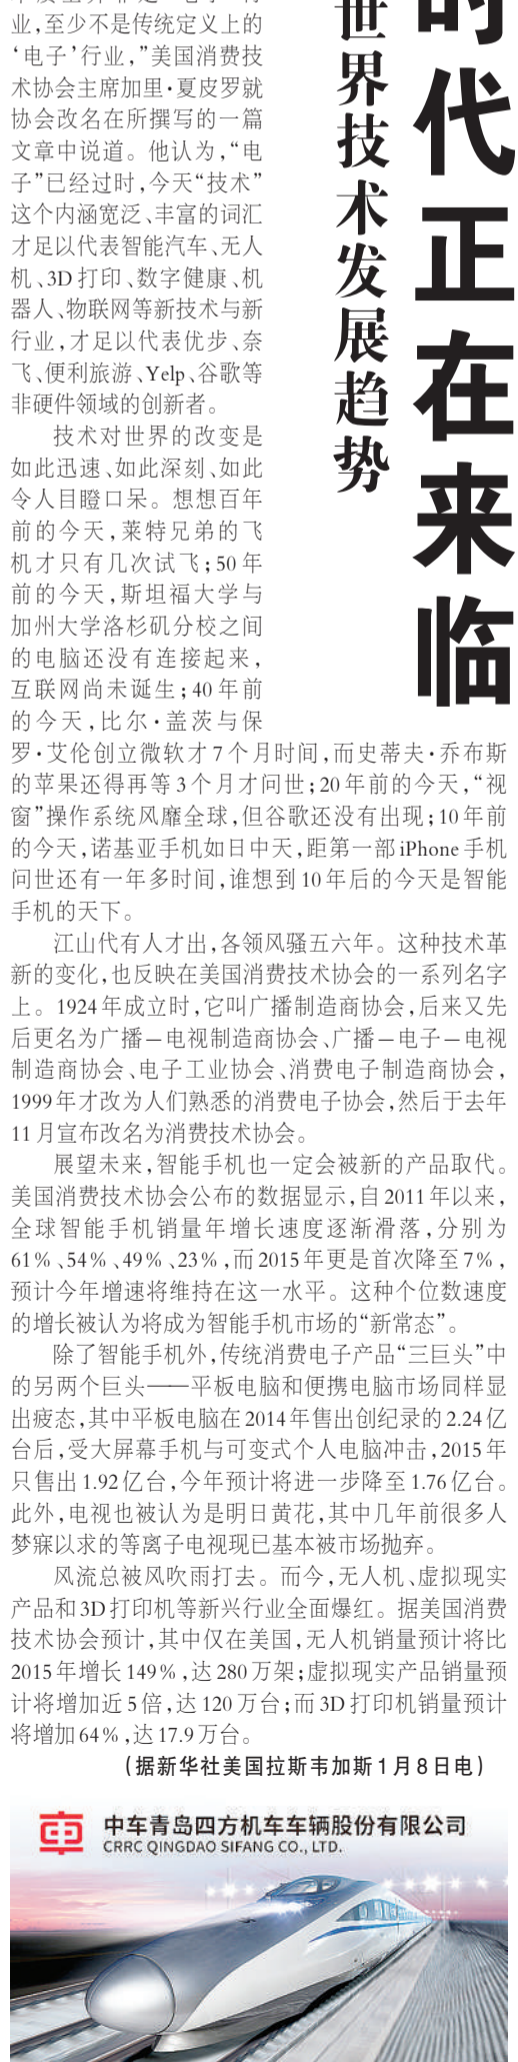 时代正在来临
世界技术发展趋势
业，至少不是传统定义上的
‘电子’行业，”美国消费技
术协会主席加里·夏皮罗就
协会改名在所撰写的一篇
文章中说道。他认为，“电
子”已经过时，今天“技术”
这个内涵宽泛、丰富的词汇
才足以代表智能汽车、无人
机、3D打印、数字健康、机
器人、物联网等新技术与新
行业，才足以代表优步、奈
飞、便利旅游、Yelp、谷歌等
非硬件领域的创新者。
技术对世界的改变是
如此迅速、如此深刻、如此
令人目瞪口呆。想想百年
前的今天，莱特兄弟的飞
机才只有几次试飞；50年
前的今天，斯坦福大学与
加州大学洛杉矶分校之间
的电脑还没有连接起来，
互联网尚未诞生；40年前
的今天，比尔·盖茨与保
罗·艾伦创立微软才7个月时间，而史蒂夫·乔布斯
的苹果还得再等3个月才问世；20年前的今天，“视
窗”操作系统风靡全球，但谷歌还没有出现；10年前
的今天，诺基亚手机如日中天，距第一部iPhone手机
问世还有一年多时间，谁想到10年后的今天是智能
手机的天下。
江山代有人才出，各领风骚五六年。这种技术革
新的变化，也反映在美国消费技术协会的一系列名字
上。1924年成立时，它叫广播制造商协会，后来又先
后更名为广播—电视制造商协会、广播—电子—电视
制造商协会、电子工业协会、消费电子制造商协会，
1999年才改为人们熟悉的消费电子协会，然后于去年
11月宣布改名为消费技术协会。
展望未来，智能手机也一定会被新的产品取代。
美国消费技术协会公布的数据显示，自2011年以来，
全球智能手机销量年增长速度逐渐滑落，分别为
61%、54%、49%、23%，而2015年更是首次降至7%，
预计今年增速将维持在这一水平。这种个位数速度
的增长被认为将成为智能手机市场的“新常态”。
除了智能手机外，传统消费电子产品“三巨头”中
的另两个巨头——平板电脑和便携电脑市场同样显
出疲态，其中平板电脑在2014年售出创纪录的2.24亿
台后，受大屏幕手机与可变式个人电脑冲击，2015年
只售出1.92亿台，今年预计将进一步降至1.76亿台。
此外，电视也被认为是明日黄花，其中几年前很多人
梦寐以求的等离子电视现已基本被市场抛弃。
风流总被风吹雨打去。而今，无人机、虚拟现实
产品和3D打印机等新兴行业全面爆红。据美国消费
技术协会预计，其中仅在美国，无人机销量预计将比
2015年增长149%，达280万架；虚拟现实产品销量预
计将增加近5倍，达120万台；而3D打印机销量预计
将增加64%，达17.9万台。
（据新华社美国拉斯韦加斯1月8日电）
中车青岛四方机车车辆股份有限公司
CRRC QINGDAO SIFANG CO., LTD.